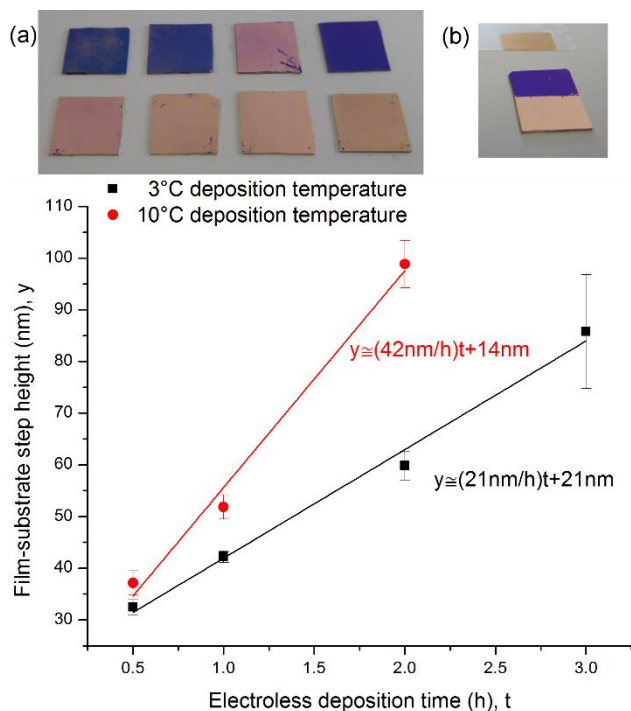 (a)
(b)
3°C deposition temperature
10°C deposition temperature
110
100
90
80
70
60
50
40
30
Film-substrate step height (nm), y
y≅(42nm/h)t+14nm
y≅(21nm/h)t+21nm
0.5 1.0 1.5 2.0 2.5 3.0
Electroless deposition time (h), t